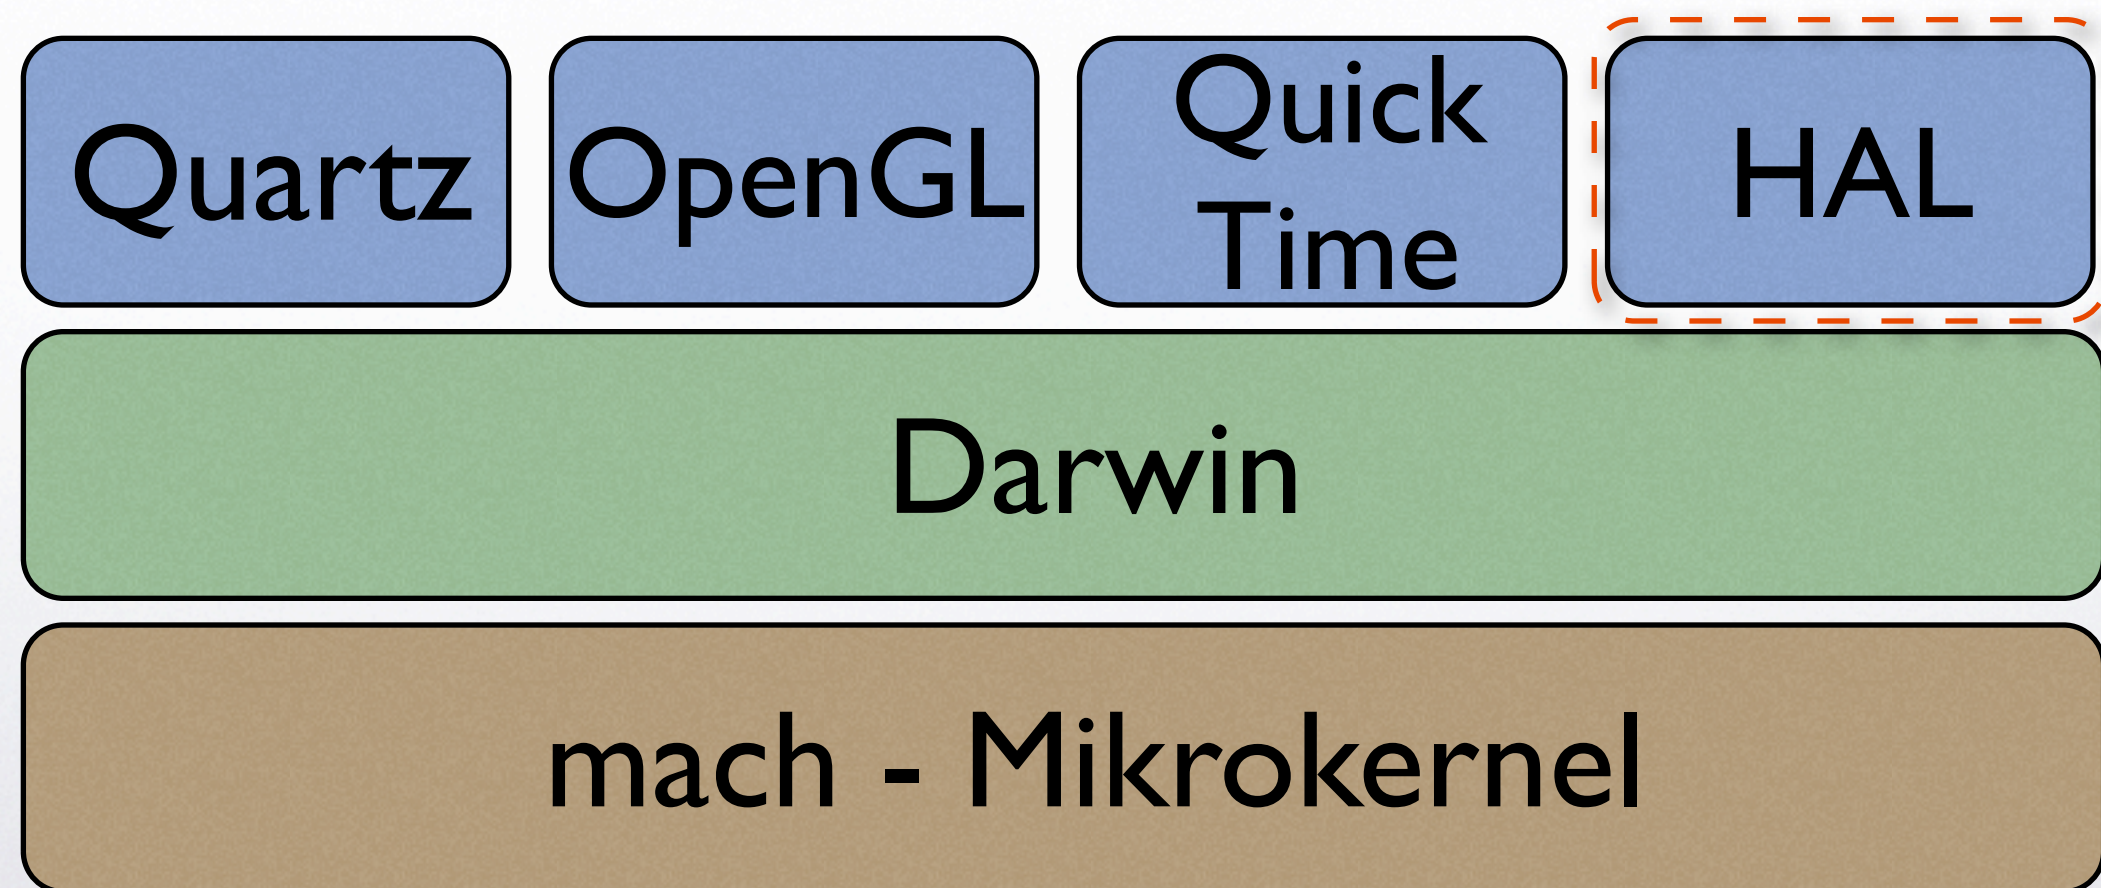 Quartz
OpenGL
Quick
Time
HAL
Darwin
mach - Mikrokernel